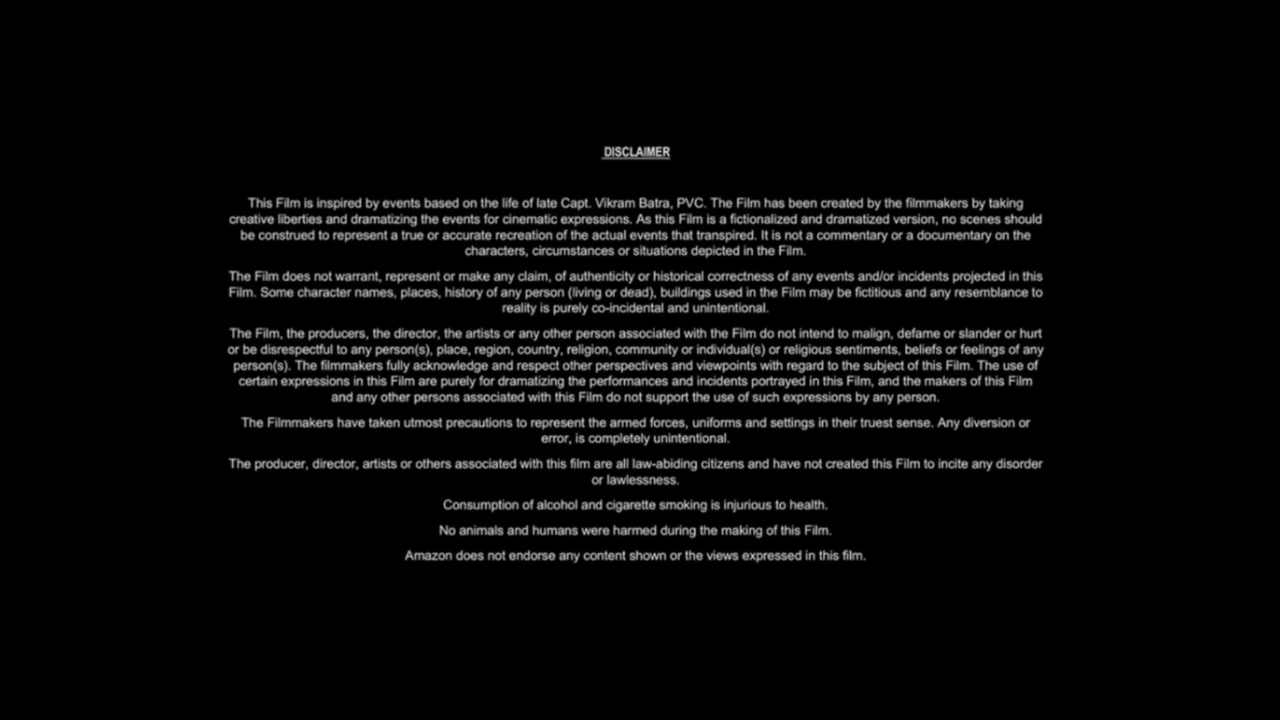 DISCLAIMER
This Film is inspired by events based on the life of late Capt. Vikram Batra, PVC. The Film has been created by the filmmakers by taking
creative liberties and dramatizing the events for cinematic expressions. As this Film is a fictionalized and dramatized version, no scenes should
be construed to represent a true or accurate recreation of the actual events that transpired. It is not a commentary or a documentary on the
characters, circumstances or situations depicted in the Film.
The Film does not warrant, represent or make any claim, of authenticity or historical correctness of any events and/or incidents projected in this
Film. Some character names, places, history of any person (living or dead), buildings used in the Film may be fictitious and any resemblance to
reality is purely co-incidental and unintentional.
The Film, the producers, the director, the artists or any other person associated with the Film do not intend to malign, defame or slander or hurt
or be disrespectful to any person(s), place, region, country, religion, community or individual(s) or religious sentiments, beliefs or feelings of any
person(s). The filmmakers fully acknowledge and respect other perspectives and viewpoints with regard to the subject of this Film. The use of
certain expressions in this Film are purely for dramatizing the performances and incidents portrayed in this Film, and the makers of this Film
and any other persons associated with this Film do not support the use of such expressions by any person.
The Filmmakers have taken utmost precautions to represent the armed forces, uniforms and settings in their truest sense. Any diversion or
error, is completely unintentional.
The producer, director, artists or others associated with this film are all law-abiding citizens and have not created this Film to incite any disorder
or lawlessness.
Consumption of alcohol and cigarette smoking is injurious to health.
No animals and humans were harmed during the making of this Film.
Amazon does not endorse any content shown or the views expressed in this film.